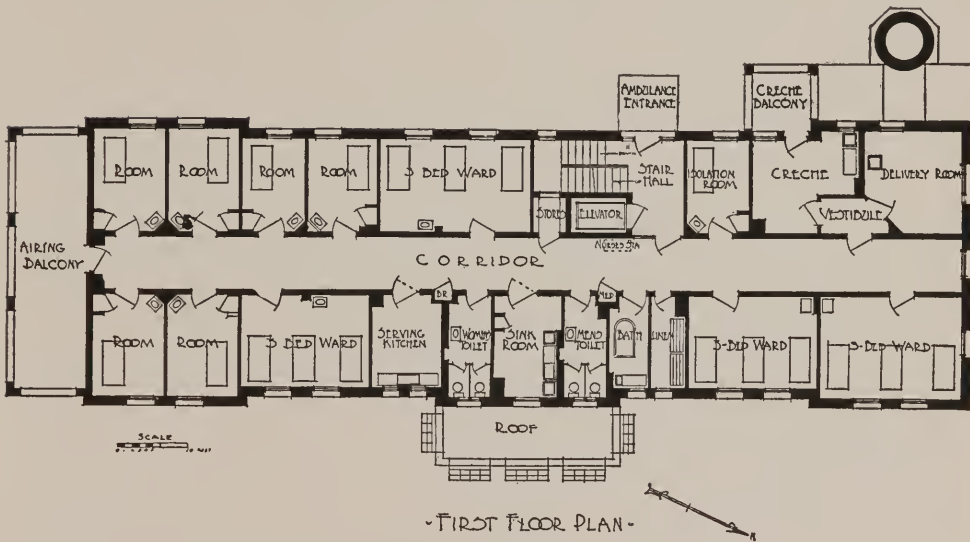 AMBULANCE
ENTRANCE
CRECHE
BALCONY
ROOM
ROOM
ROOM
ROOM
3 BED WARD
STAIR
HALL
ISOLATION
ROOM
CRECHE
DELIVERY ROOM
STORES
ELEVATOR
VESTIBULE
NURSES STA
AIRING
BALCONY
CORRIDOR
DR
MED
ROOM
ROOM
3 BED WARD
SERVING
KITCHEN
WOMEN'S
TOILET
SINK
ROOM
MEN'S
TOILET
BATH
LINEN
3-BED WARD
3-BED WARD
ROOF
SCALE
-FIRST FLOOR PLAN-